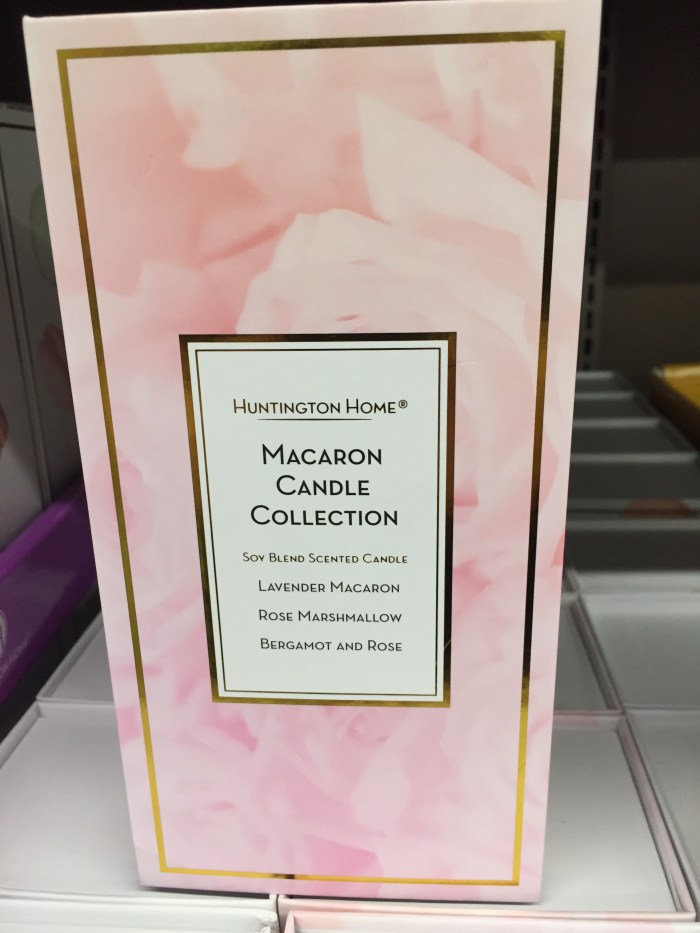 Huntington Home®
Macaron
Candle
Collection
Soy Blend Scented Candle
Lavender Macaron
Rose Marshmallow
Bergamot and Rose